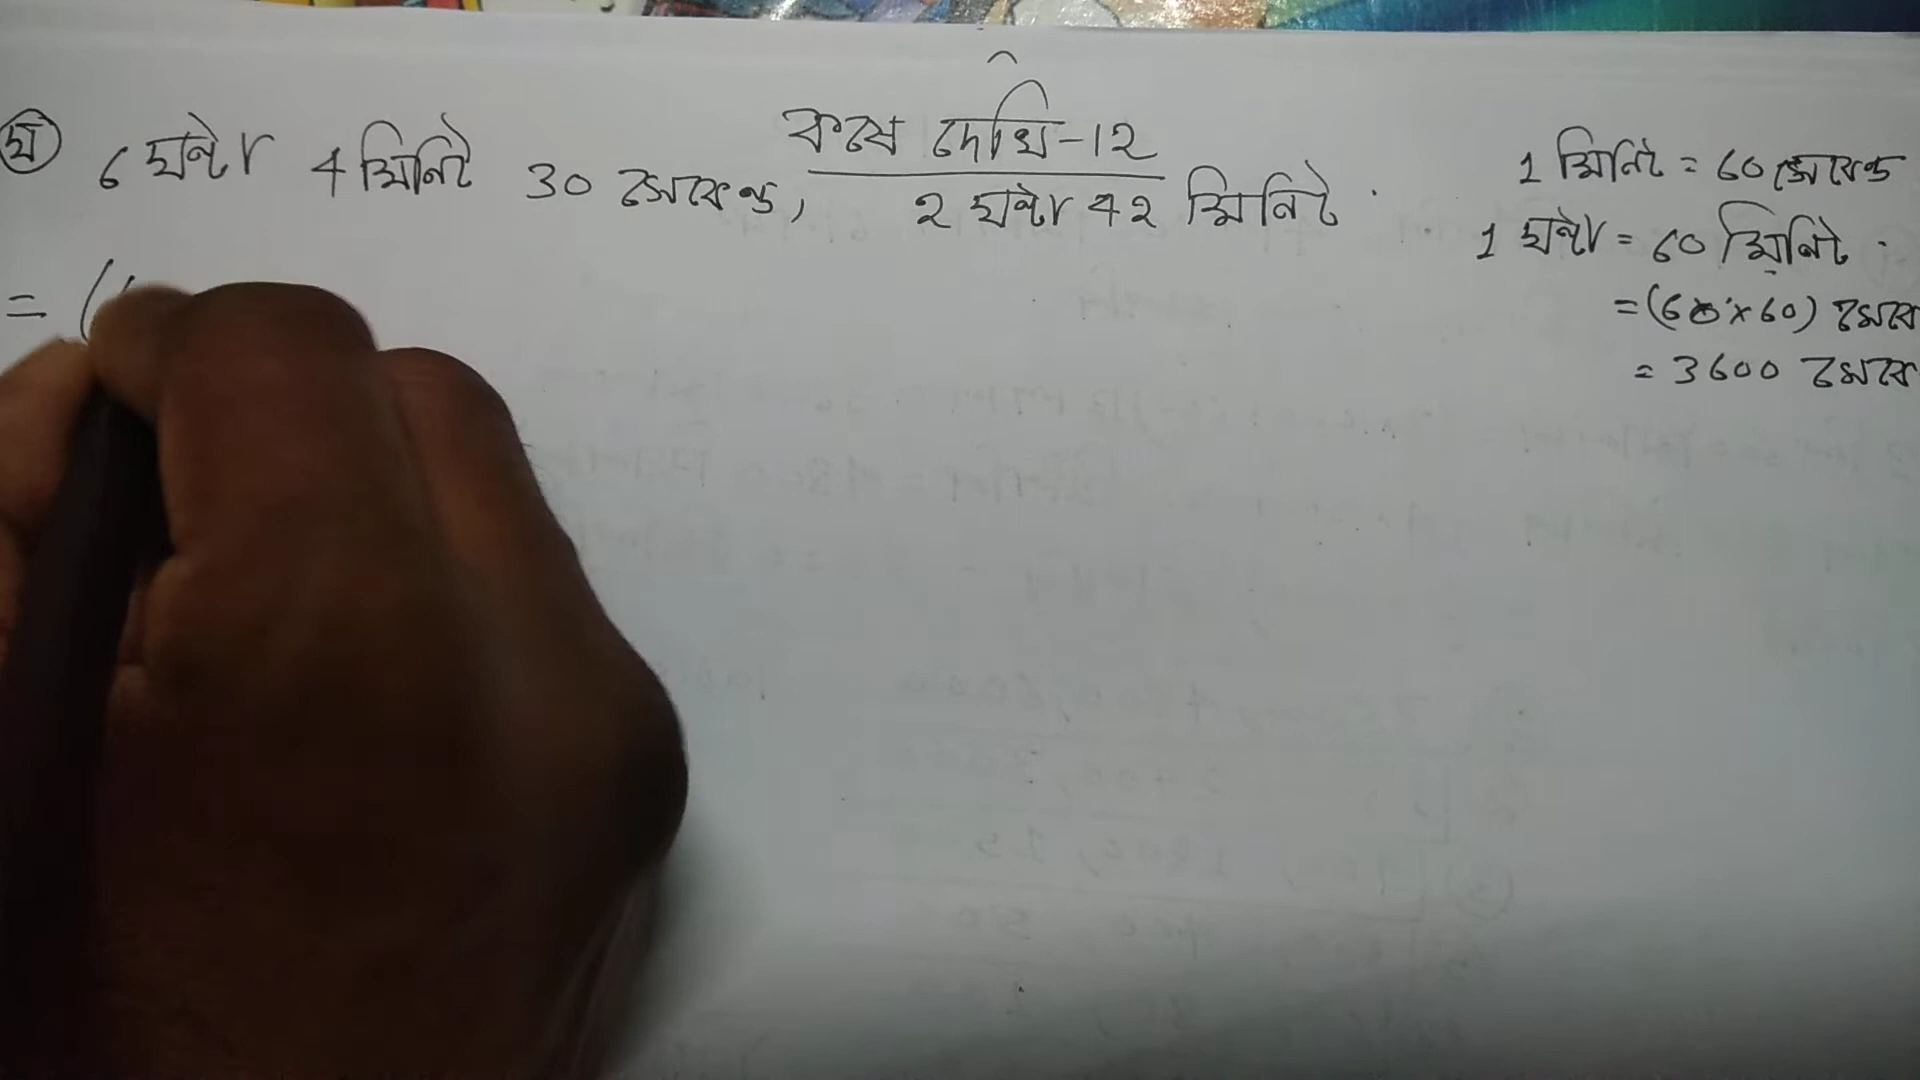 কষে দেখি-12
ঘ 6 ঘন্টা 4 মিনিট 30 সেকেন্ড, 2 ঘন্টা 42 মিনিট.
1 মিনিট = 60 সেকেন্ড
1 ঘন্টা = 60 মিনিট.
= (60×60) সেকে
= 3600 সেকে
= (